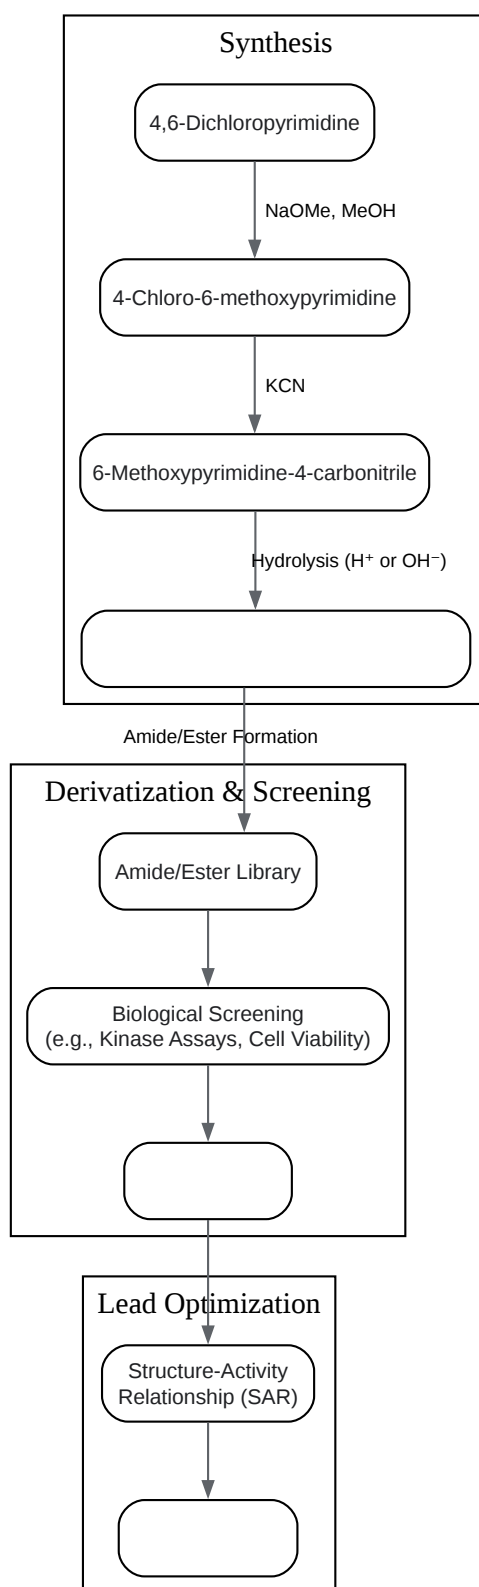 Synthesis
4,6-Dichloropyrimidine
NaOMe, MeOH
4-Chloro-6-methoxypyrimidine
KCN
6-Methoxypyrimidine-4-carbonitrile
Hydrolysis (H⁺ or OH⁻)
Amide/Ester Formation
Derivatization & Screening
Amide/Ester Library
Biological Screening
(e.g., Kinase Assays, Cell Viability)
Lead Optimization
Structure-Activity
Relationship (SAR)